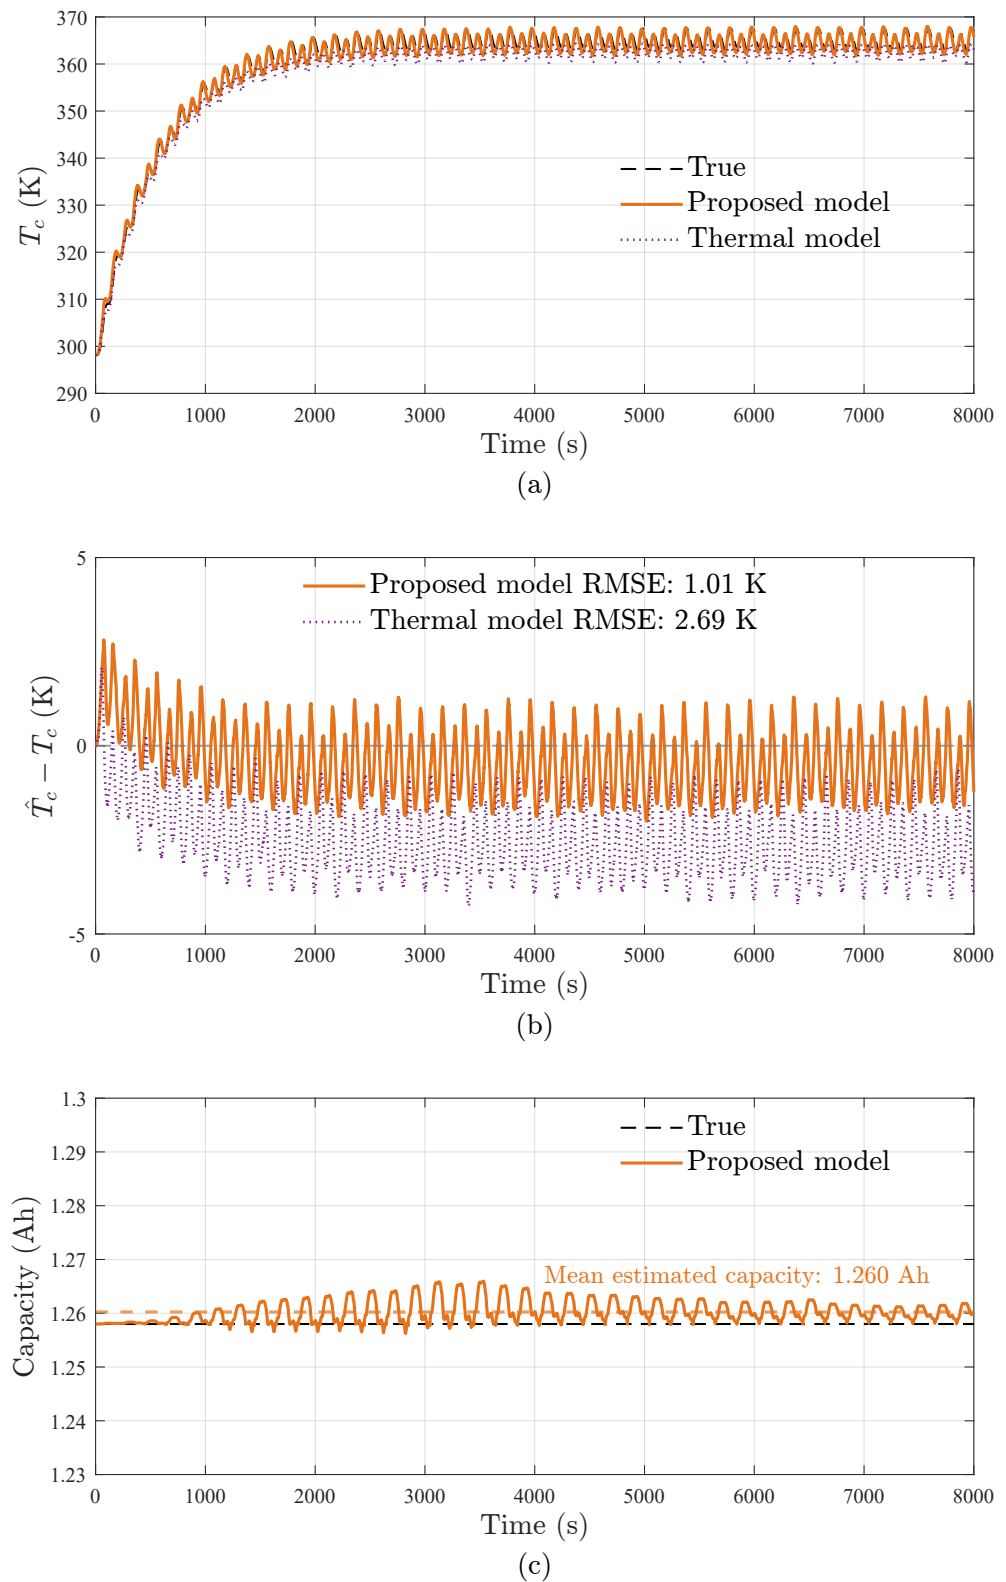 370
360
350
340
330
320
310
300
290
T_c (K)
True
Proposed model
Thermal model
0 1000 2000 3000 4000 5000 6000 7000 8000
Time (s)
(a)
5
0
-5
T̂_c − T_c (K)
Proposed model RMSE: 1.01 K
Thermal model RMSE: 2.69 K
0 1000 2000 3000 4000 5000 6000 7000 8000
Time (s)
(b)
1.3
1.29
1.28
1.27
1.26
1.25
1.24
1.23
Capacity (Ah)
True
Proposed model
Mean estimated capacity: 1.260 Ah
0 1000 2000 3000 4000 5000 6000 7000 8000
Time (s)
(c)